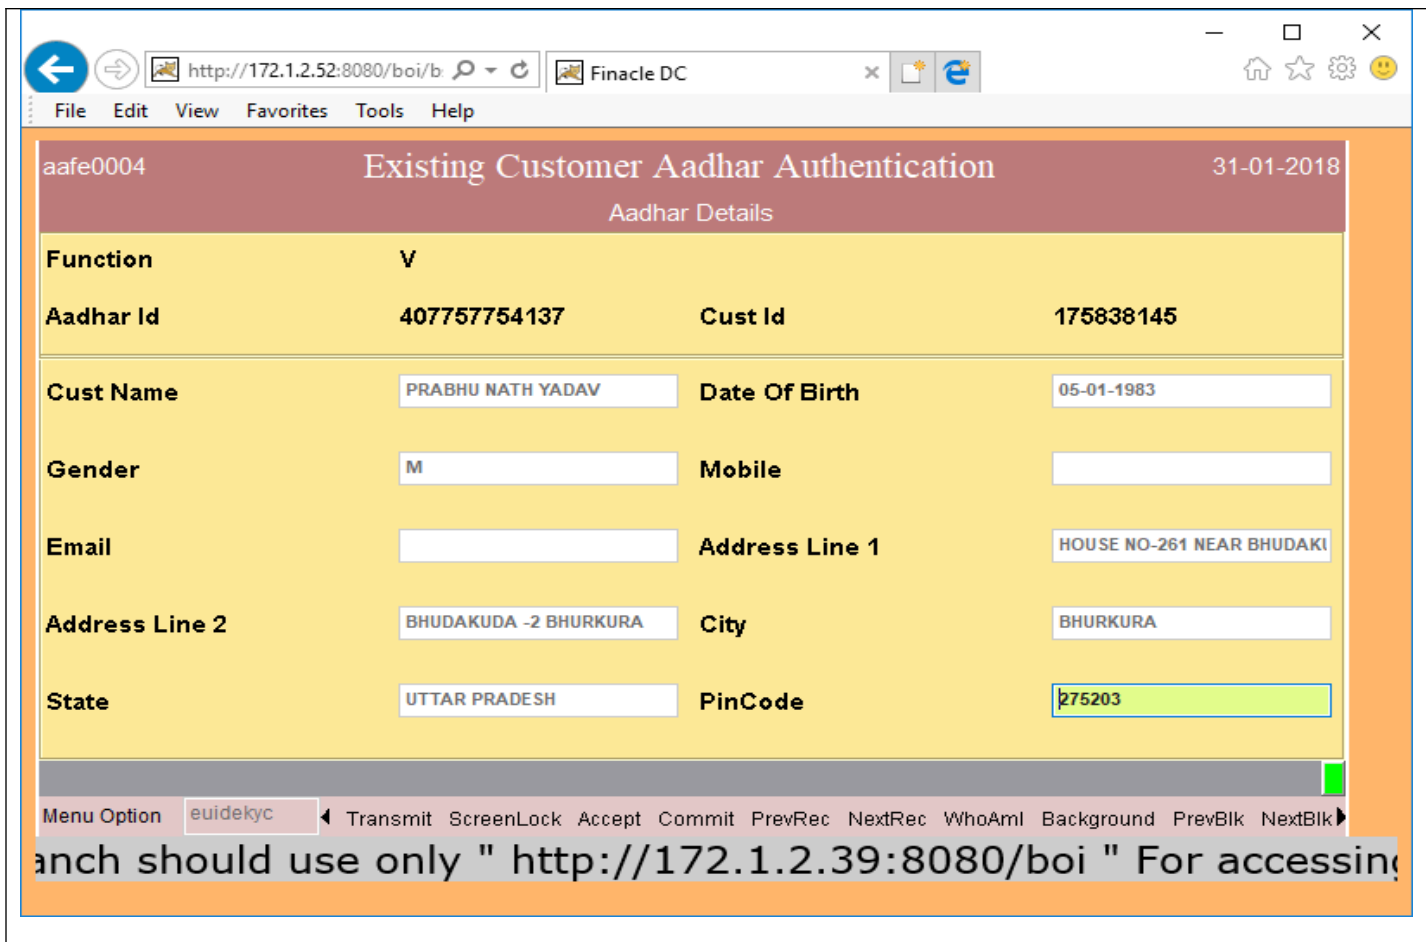 http://172.1.2.52:8080/boi/b
Finacle DC
File Edit View Favorites Tools Help
aafe0004 Existing Customer Aadhar Authentication 31-01-2018
Aadhar Details
Function V
Aadhar Id 407757754137 Cust Id 175838145
Cust Name PRABHU NATH YADAV Date Of Birth 05-01-1983
Gender M Mobile
Email Address Line 1 HOUSE NO-261 NEAR BHUDAKU
Address Line 2 BHUDAKUDA -2 BHURKURA City BHURKURA
State UTTAR PRADESH PinCode 275203
Menu Option euidekyc Transmit ScreenLock Accept Commit PrevRec NextRec WhoAmI Background PrevBlk NextBlk
anch should use only " http://172.1.2.39:8080/boi " For accessing